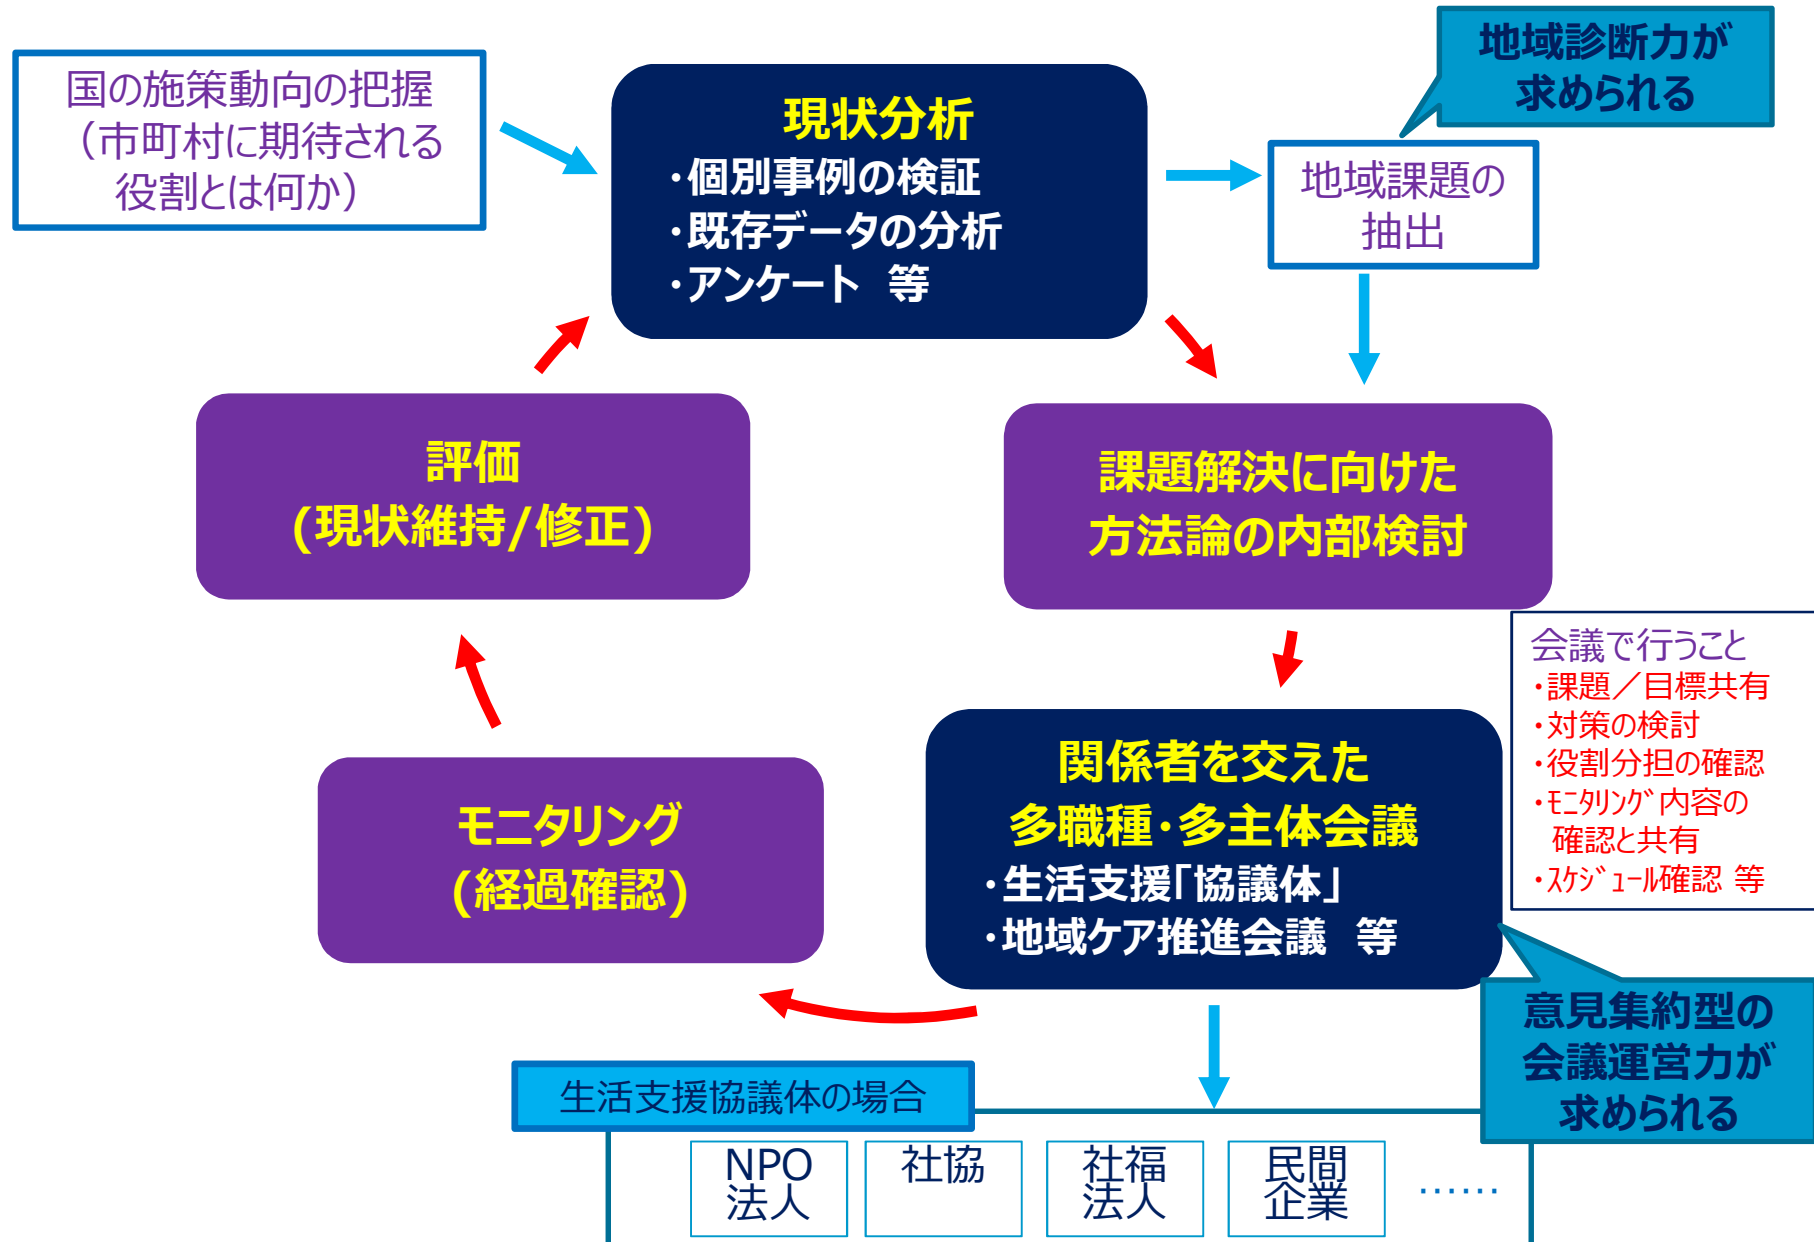 国の施策動向の把握
（市町村に期待される
役割とは何か）
現状分析
・個別事例の検証
・既存データの分析
・アンケート　等
地域診断力が
求められる
地域課題の
抽出
評価
(現状維持/修正)
課題解決に向けた
方法論の内部検討
会議で行うこと
・課題／目標共有
・対策の検討
・役割分担の確認
・ﾓﾆﾀﾘﾝｸﾞ内容の
確認と共有
・ｽｹｼﾞｭｰﾙ確認 等
モニタリング
(経過確認)
関係者を交えた
多職種・多主体会議
・生活支援「協議体」
・地域ケア推進会議　等
意見集約型の
会議運営力が
求められる
生活支援協議体の場合
NPO
法人
社協
社福
法人
民間
企業
……